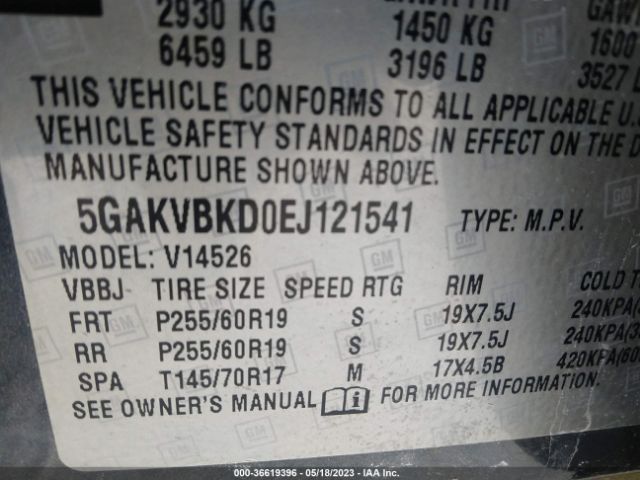 2930 KG 1450 KG 1600
6459 LB 3196 LB 3527
THIS VEHICLE CONFORMS TO ALL APPLICABLE U.S.
VEHICLE SAFETY STANDARDS IN EFFECT ON THE D
MANUFACTURE SHOWN ABOVE.
5GAKVBKD0EJ121541 TYPE: M.P.V.
MODEL: V14526
VBBJ TIRE SIZE SPEED RTG RIM COLD T
FRT P255/60R19 S 19X7.5J 240KPA(
RR P255/60R19 S 19X7.5J 240KPA(
SPA T145/70R17 M 17X4.5B 420KPA(60
SEE OWNER'S MANUAL FOR MORE INFORMATION.
© - 36619396 - 05/18/2023 - IAA 541